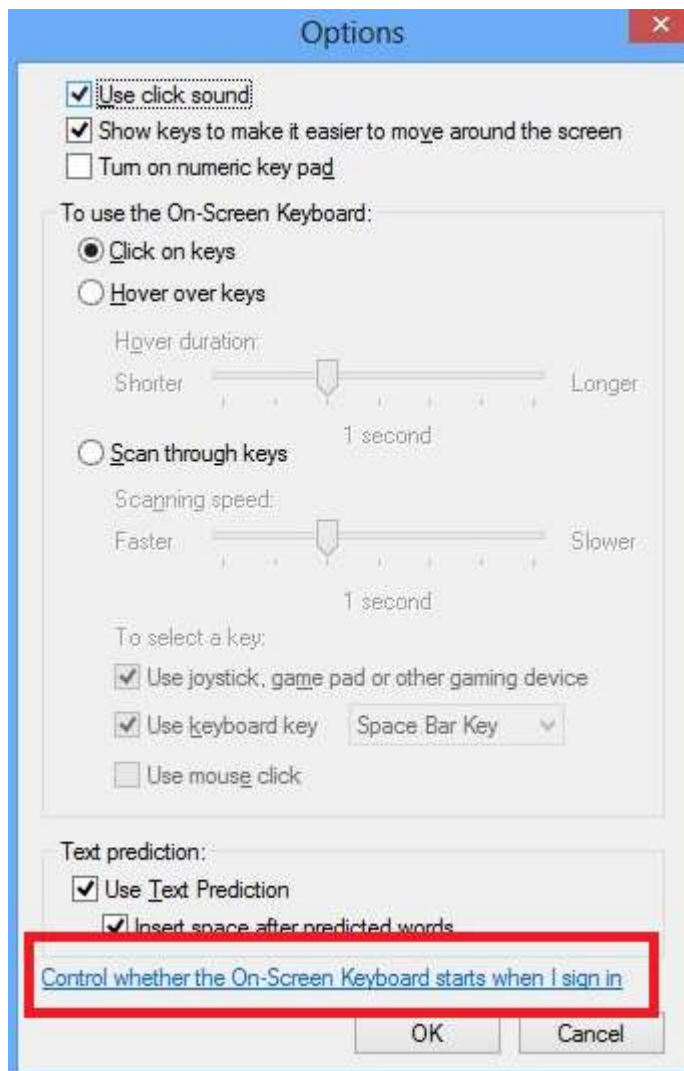 Options
Use click sound
Show keys to make it easier to move around the screen
Turn on numeric key pad
To use the On-Screen Keyboard:
Click on keys
Hover over keys
Hover duration:
Shorter Longer
1 second
Scan through keys
Scanning speed:
Faster Slower
1 second
To select a key:
Use joystick, game pad or other gaming device
Use keyboard key Space Bar Key
Use mouse click
Text prediction:
Use Text Prediction
Insert space after predicted words
Control whether the On-Screen Keyboard starts when I sign in
OK Cancel